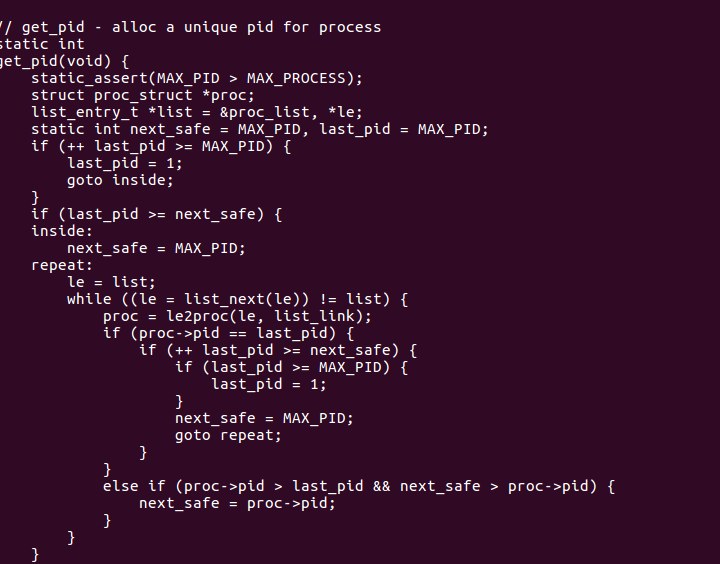 // get_pid - alloc a unique pid for process
static int
get_pid(void) {
    static_assert(MAX_PID > MAX_PROCESS);
    struct proc_struct *proc;
    list_entry_t *list = &proc_list, *le;
    static int next_safe = MAX_PID, last_pid = MAX_PID;
    if (++ last_pid >= MAX_PID) {
        last_pid = 1;
        goto inside;
    }
    if (last_pid >= next_safe) {
    inside:
        next_safe = MAX_PID;
    repeat:
        le = list;
        while ((le = list_next(le)) != list) {
            proc = le2proc(le, list_link);
            if (proc->pid == last_pid) {
                if (++ last_pid >= next_safe) {
                    if (last_pid >= MAX_PID) {
                        last_pid = 1;
                    }
                    next_safe = MAX_PID;
                    goto repeat;
                }
            }
            else if (proc->pid > last_pid && next_safe > proc->pid) {
                next_safe = proc->pid;
            }
        }
    }